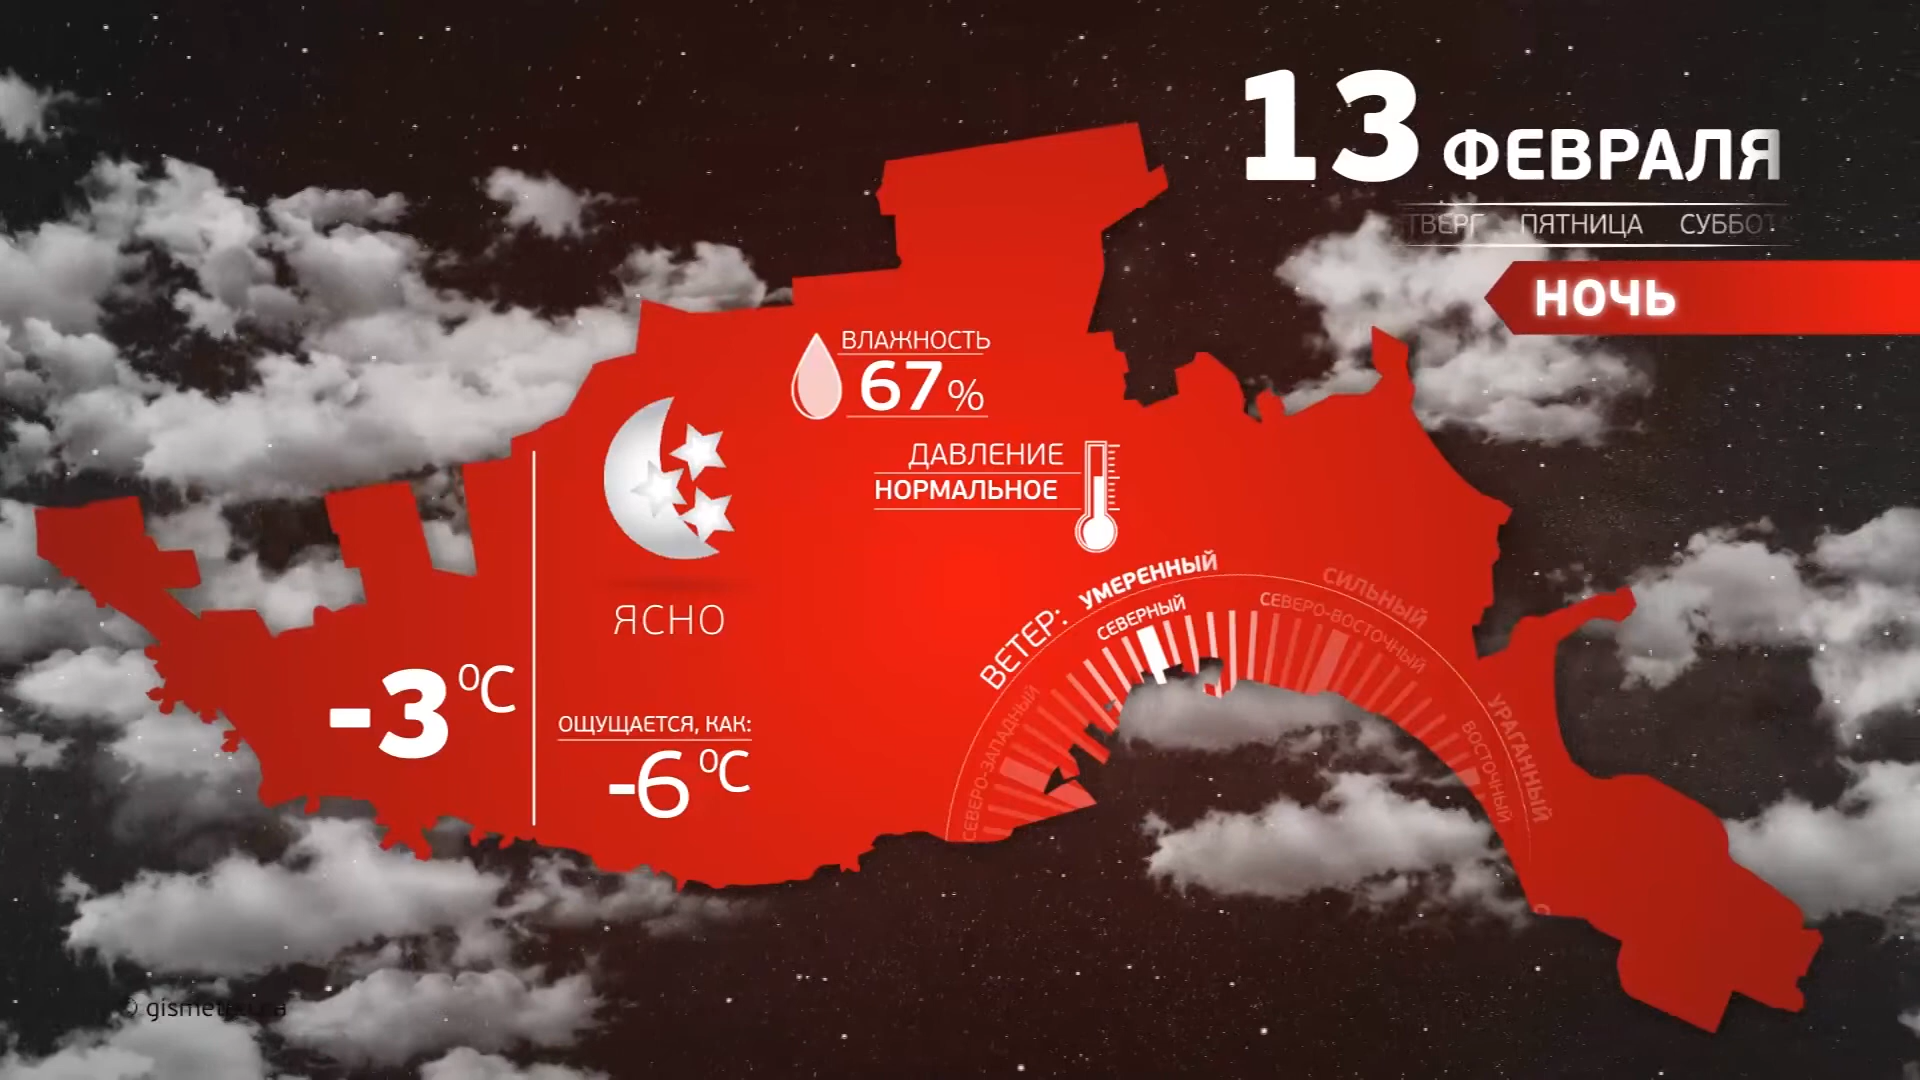 13 ФЕВРАЛЯ
ПЯТНИЦА
НОЧЬ
ВЛАЖНОСТЬ
67 %
ДАВЛЕНИЕ
НОРМАЛЬНОЕ
ЯСНО
-3 °C
ОЩУЩАЕТСЯ, КАК:
-6 °C
ВЕТЕР: УМЕРЕННЫЙ
СИЛЬНЫЙ
УРАГАННЫЙ
СЕВЕРО-ЗАПАДНЫЙ
СЕВЕРНЫЙ
СЕВЕРО-ВОСТОЧНЫЙ
ВОСТОЧНЫЙ